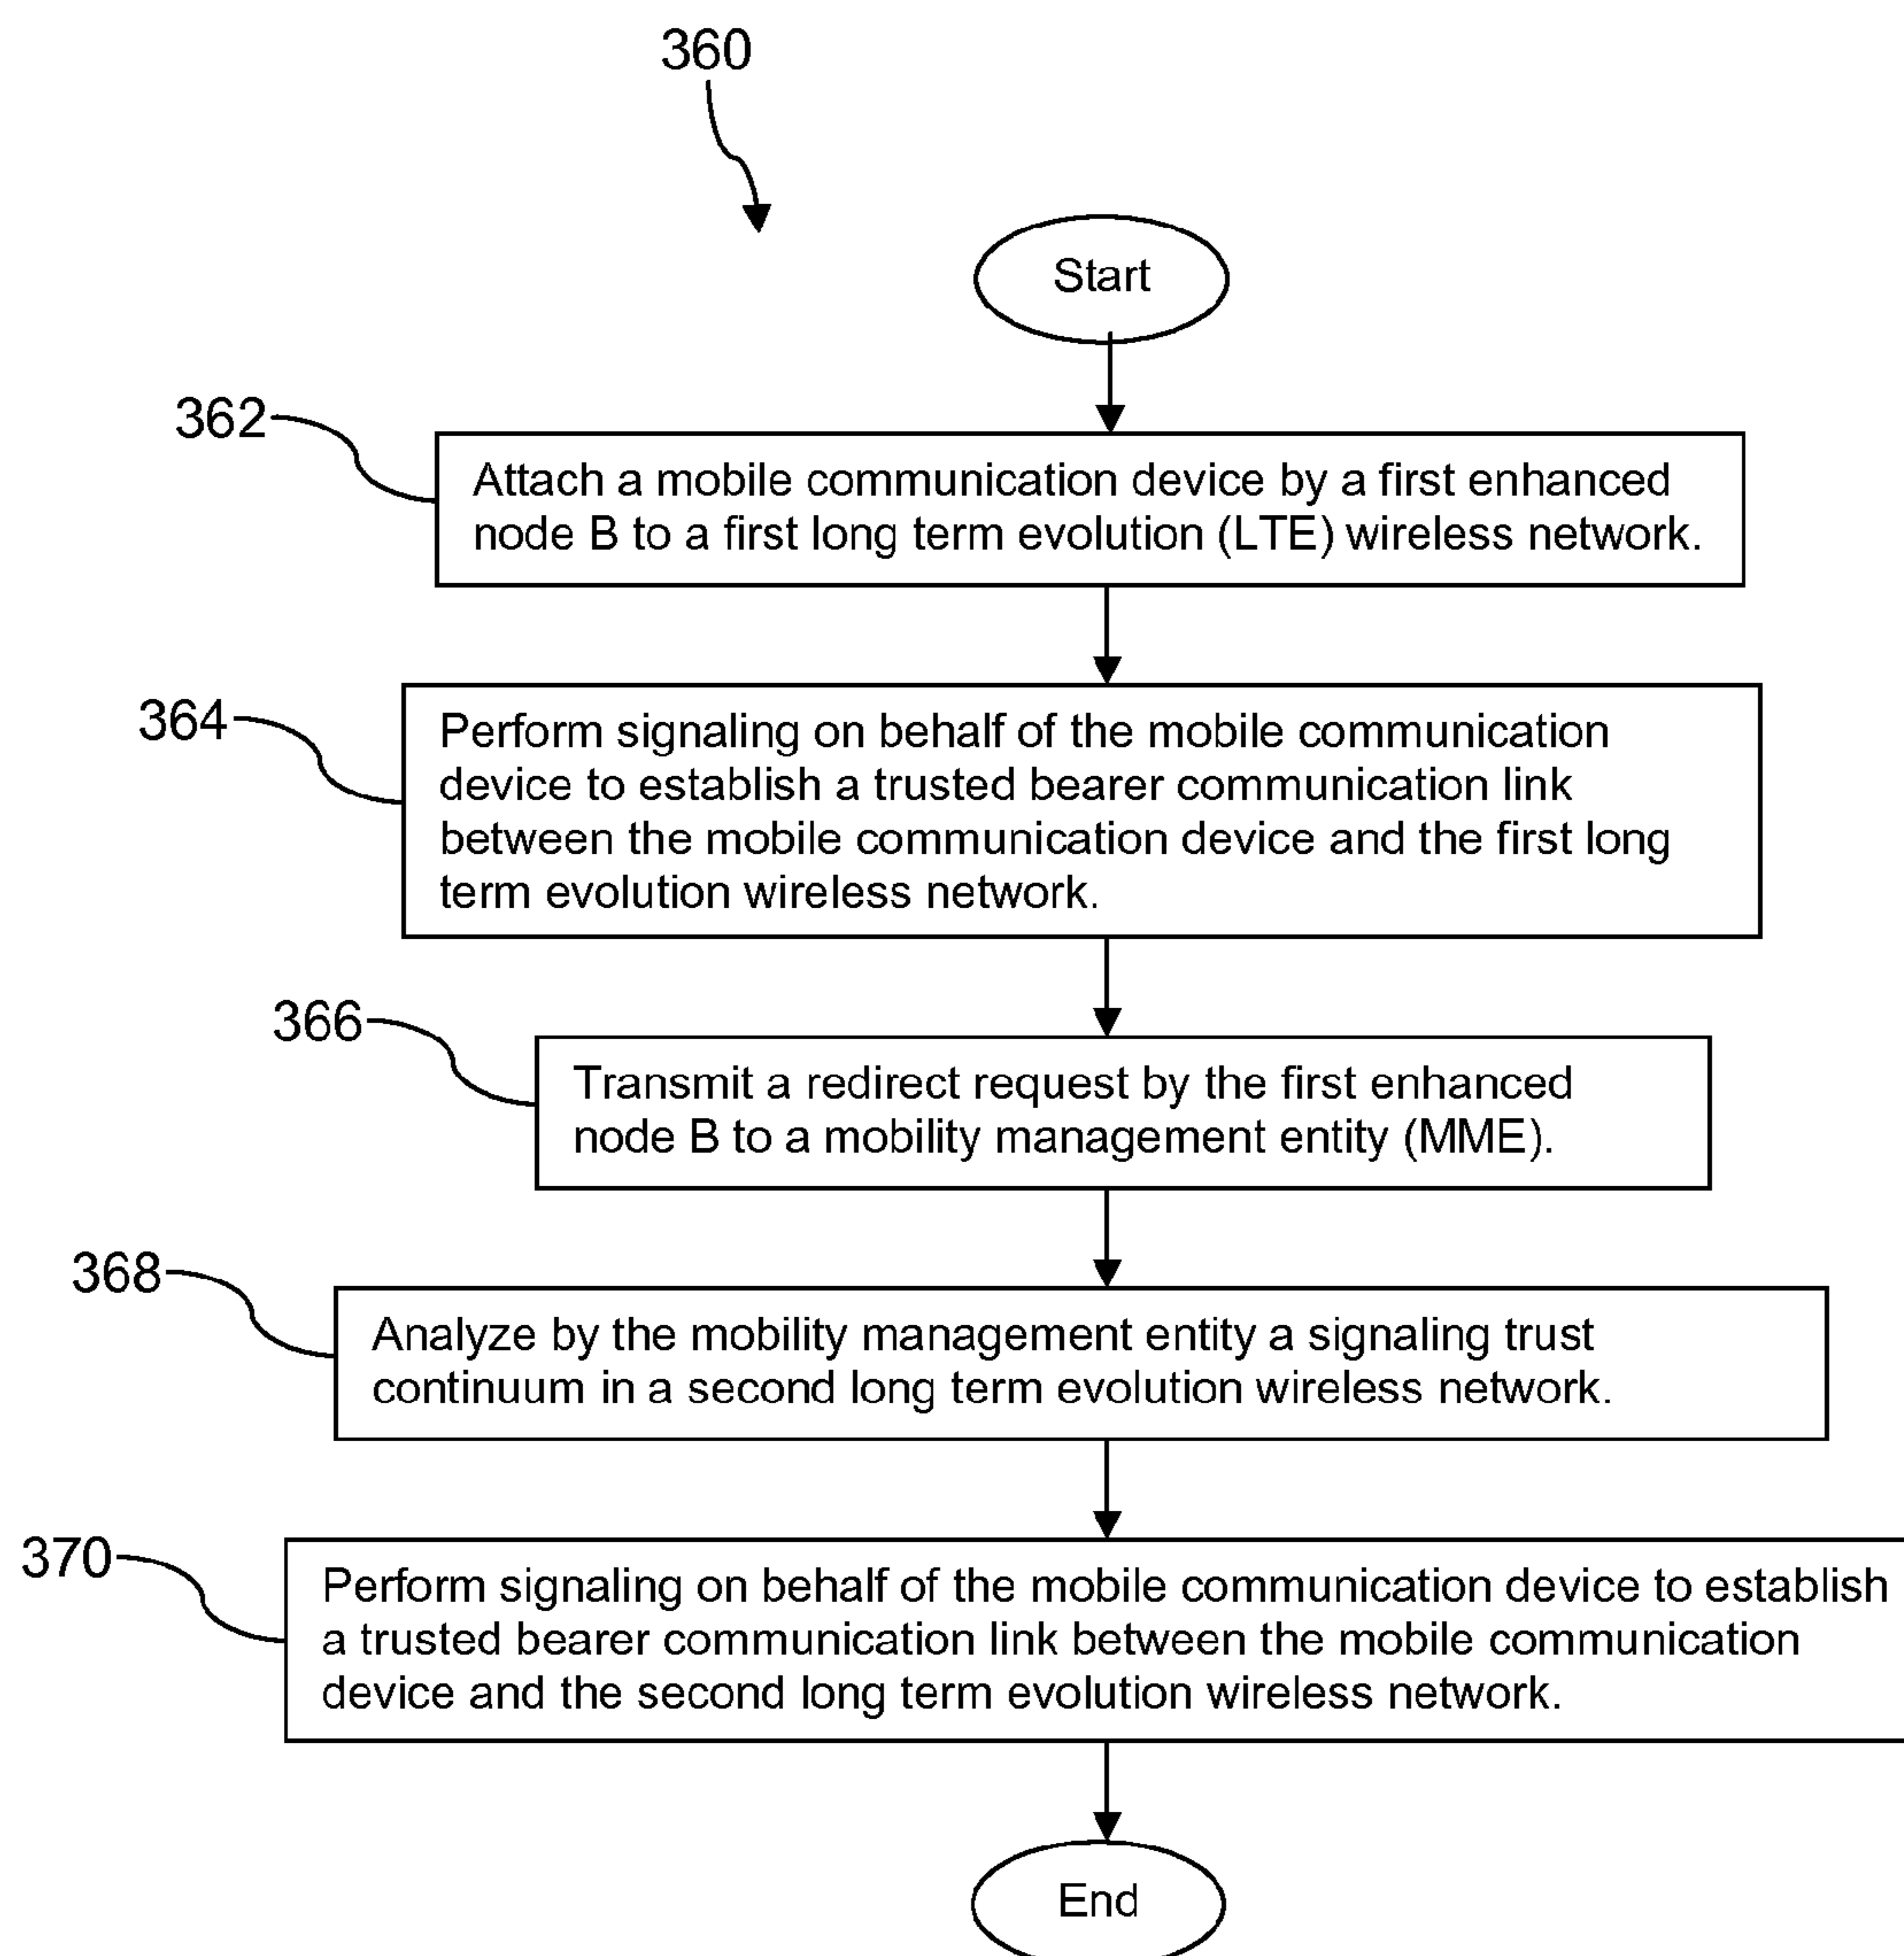 360
Start
362
Attach a mobile communication device by a first enhanced
node B to a first long term evolution (LTE) wireless network.
364
Perform signaling on behalf of the mobile communication
device to establish a trusted bearer communication link
between the mobile communication device and the first long
term evolution wireless network.
366
Transmit a redirect request by the first enhanced
node B to a mobility management entity (MME).
368
Analyze by the mobility management entity a signaling trust
continuum in a second long term evolution wireless network.
370
Perform signaling on behalf of the mobile communication device to establish
a trusted bearer communication link between the mobile communication
device and the second long term evolution wireless network.
End